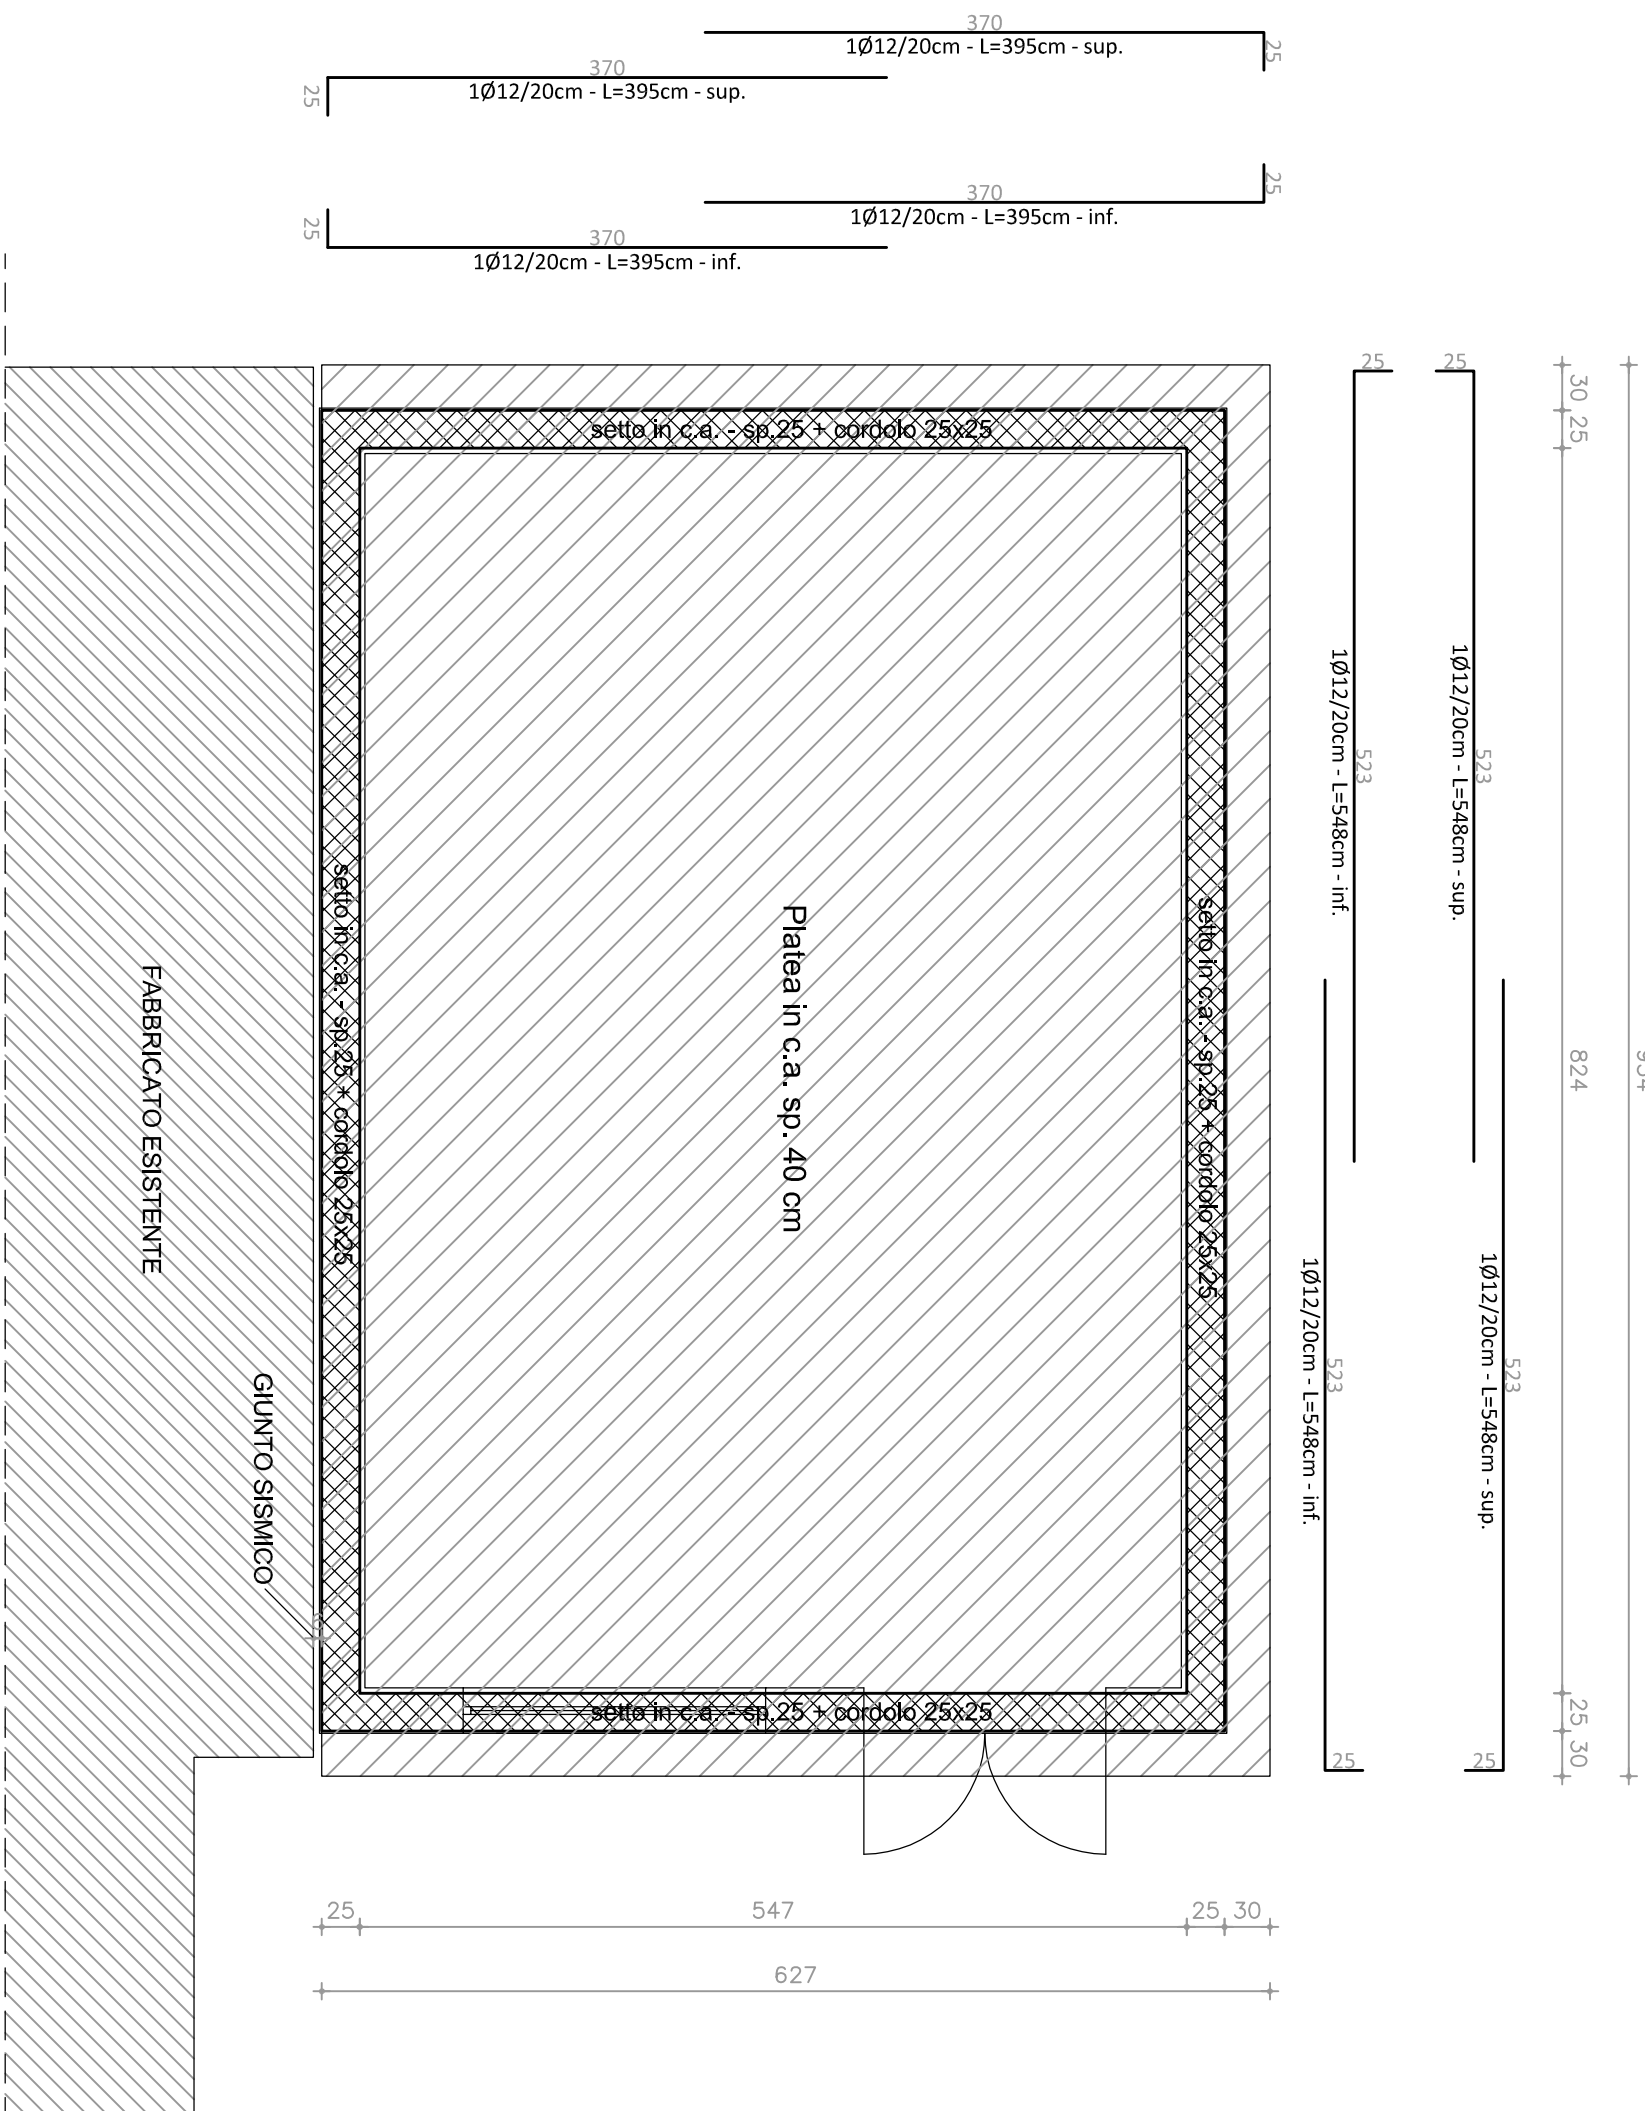 370
1Ø12/20cm - L=395cm - sup.
25
370
1Ø12/20cm - L=395cm - sup.
25
370
1Ø12/20cm - L=395cm - inf.
25
370
1Ø12/20cm - L=395cm - inf.
25
25
25
30
25
setto in c.a. - sp.25 + cordolo 25x25
1Ø12/20cm - L=548cm - inf.
523
1Ø12/20cm - L=548cm - sup.
523
setto in c.a. - sp.25 + cordolo 25x25
Platea in c.a. sp. 40 cm
setto in c.a. - sp.25 + cordolo 25x25
FABBRICATO ESISTENTE
824
1Ø12/20cm - L=548cm - inf.
523
1Ø12/20cm - L=548cm - sup.
523
GIUNTO SISMICO
setto in c.a. - sp.25 + cordolo 25x25
25
25
25
30
25
547
25
30
627